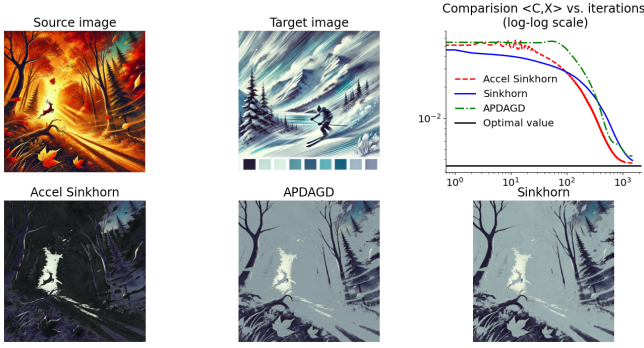 Source image
Target image
Comparision <C,X> vs. iterations
(log-log scale)
Accel Sinkhorn
Sinkhorn
APDAGD
Optimal value
10⁻²
10⁰
10¹
10²
10³
Accel Sinkhorn
APDAGD
Sinkhorn